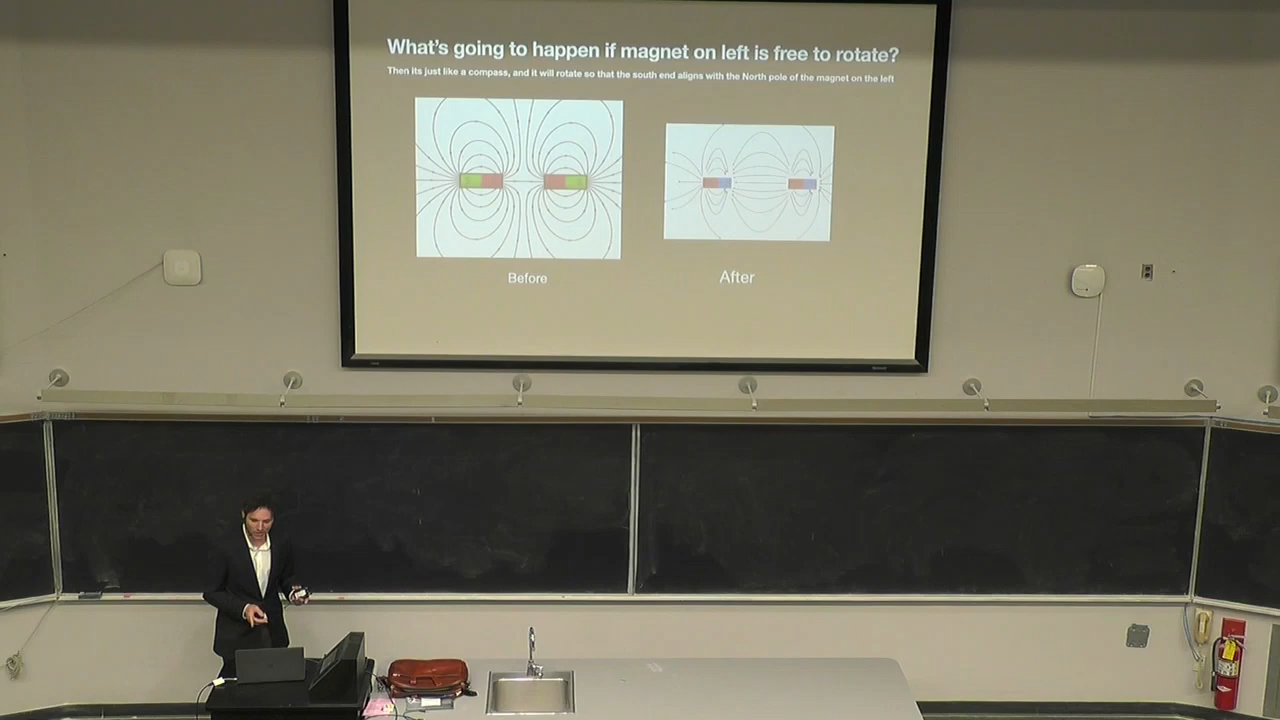 What's going to happen if magnet on left is free to rotate?
Then its just like a compass, and it will rotate so that the south end aligns with the North pole of the magnet on the left
Before
After